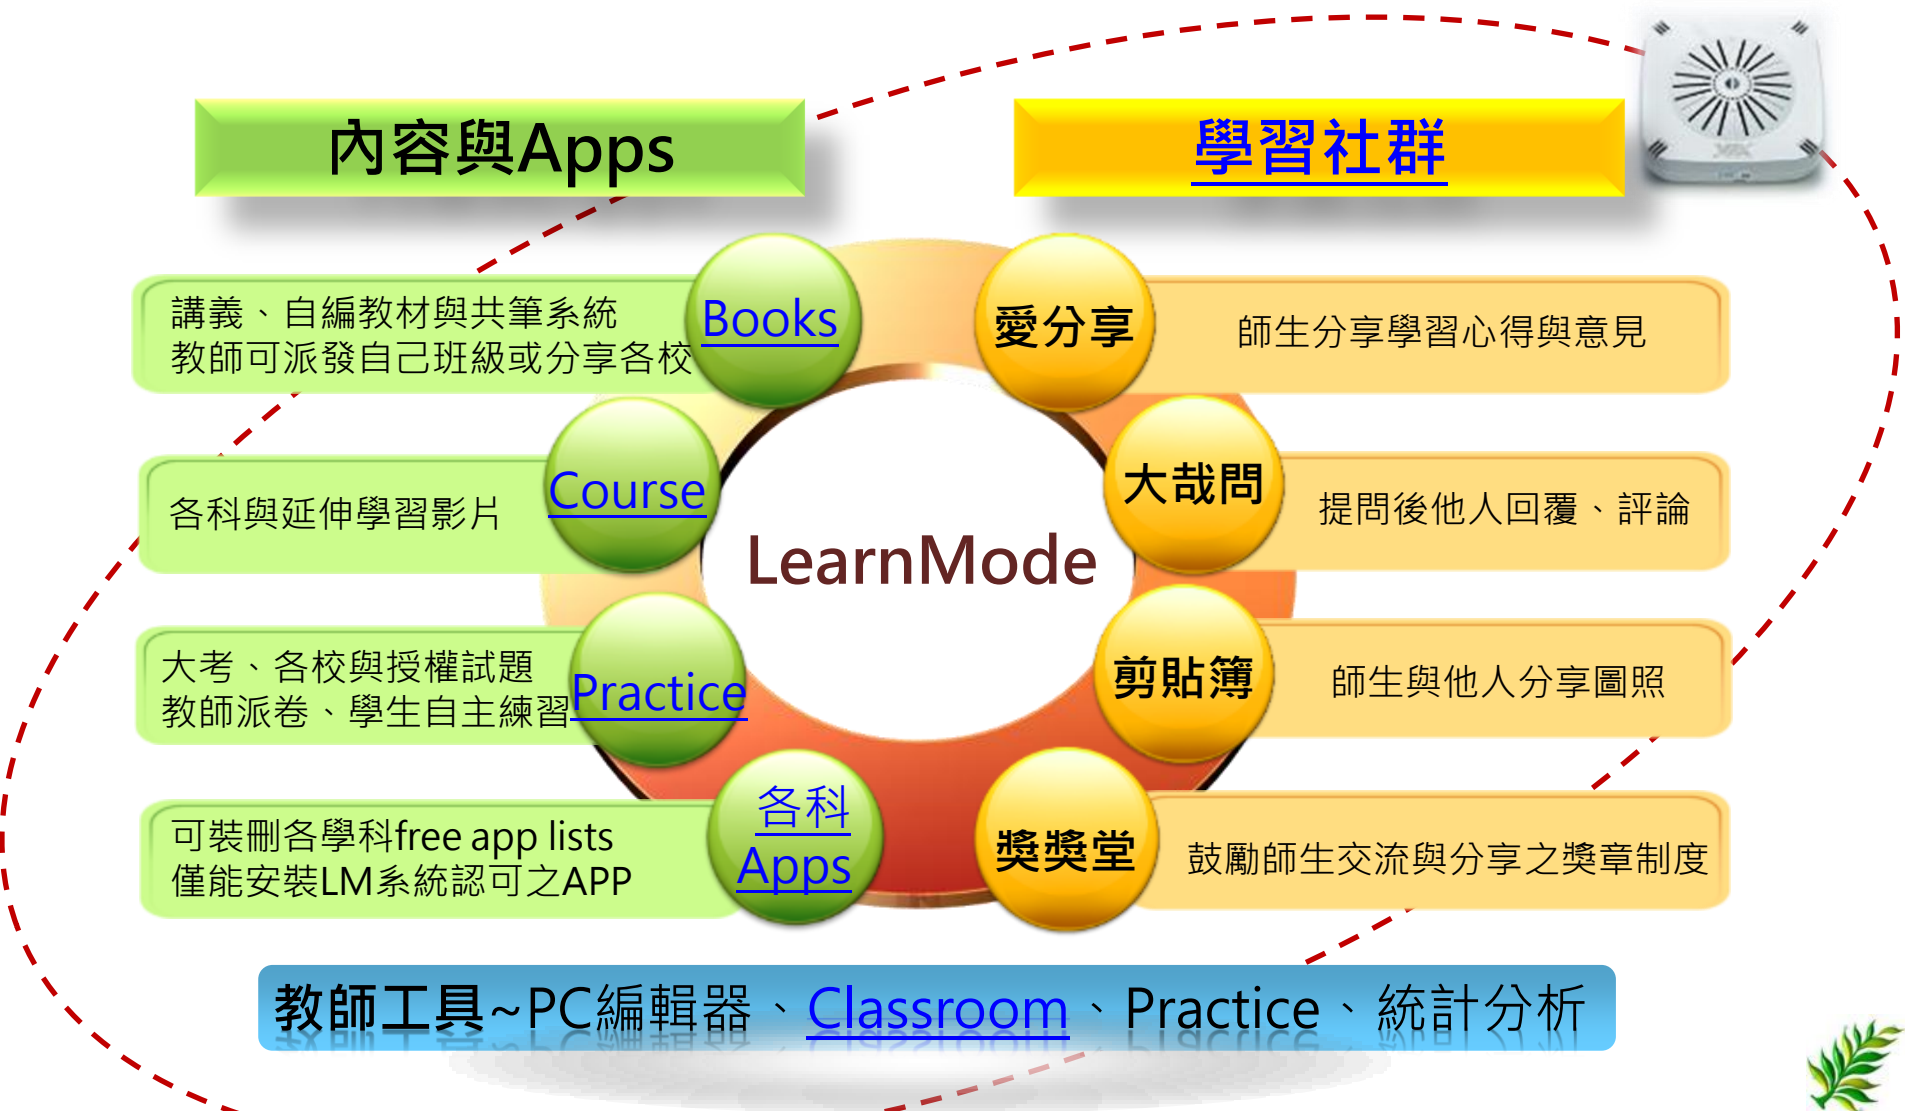 內容與Apps
學習社群
講義、自編教材與共筆系統
教師可派發自己班級或分享各校
Books
各科與延伸學習影片
Course
大考、各校與授權試題
教師派卷、學生自主練習
Practice
可裝刪各學科free app lists
僅能安裝LM系統認可之APP
各科
Apps
LearnMode
愛分享
師生分享學習心得與意見
大哉問
提問後他人回覆、評論
剪貼簿
師生與他人分享圖照
獎獎堂
鼓勵師生交流與分享之獎章制度
教師工具~PC編輯器、Classroom、Practice、統計分析